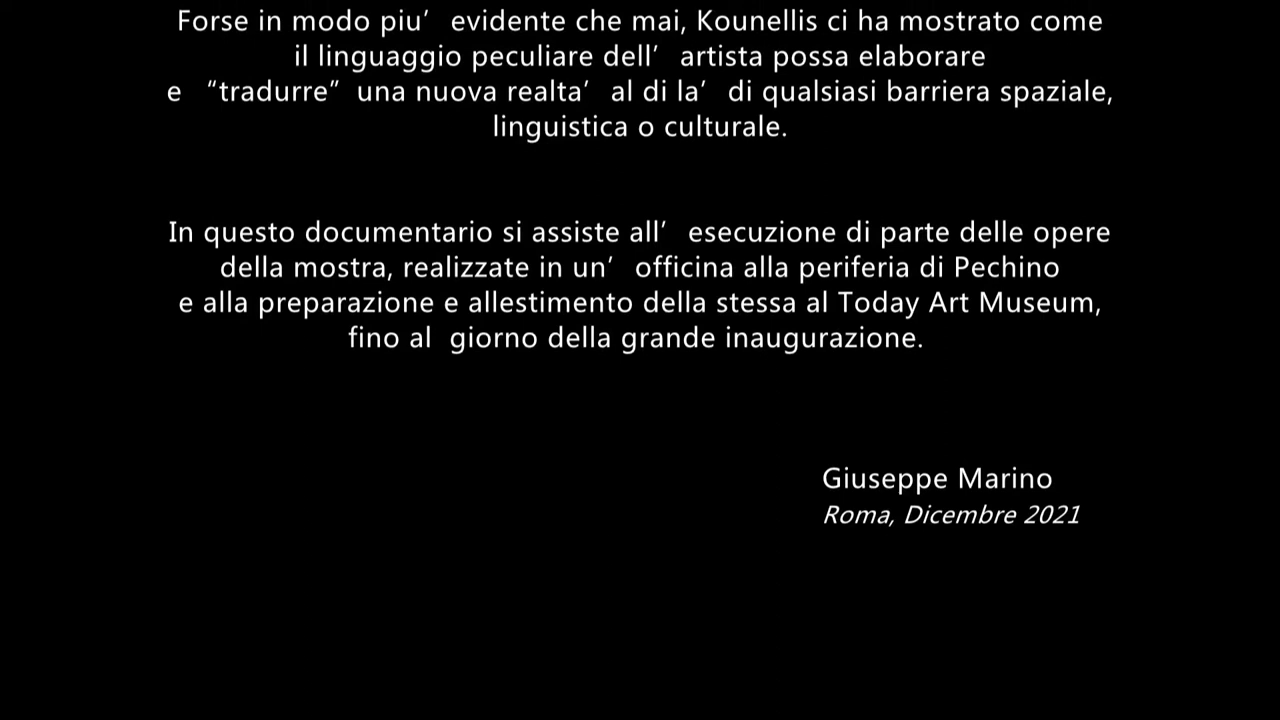 Forse in modo piu’ evidente che mai, Kounellis ci ha mostrato come
il linguaggio peculiare dell’ artista possa elaborare
e “tradurre” una nuova realta’ al di la’ di qualsiasi barriera spaziale,
linguistica o culturale.
In questo documentario si assiste all’ esecuzione di parte delle opere
della mostra, realizzate in un’ officina alla periferia di Pechino
e alla preparazione e allestimento della stessa al Today Art Museum,
fino al giorno della grande inaugurazione.
Giuseppe Marino
Roma, Dicembre 2021